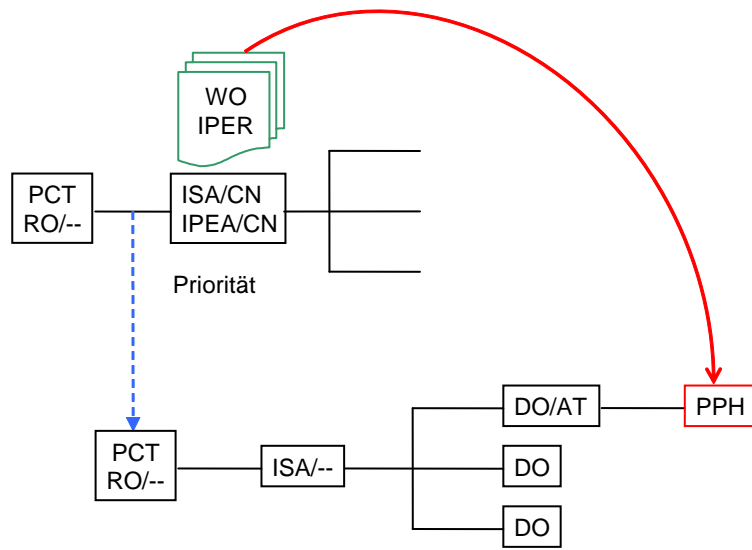 WO
IPER
PCT
RO/--
ISA/CN
IPEA/CN
Priorität
DO/AT
PPH
PCT
RO/--
ISA/--
DO
DO